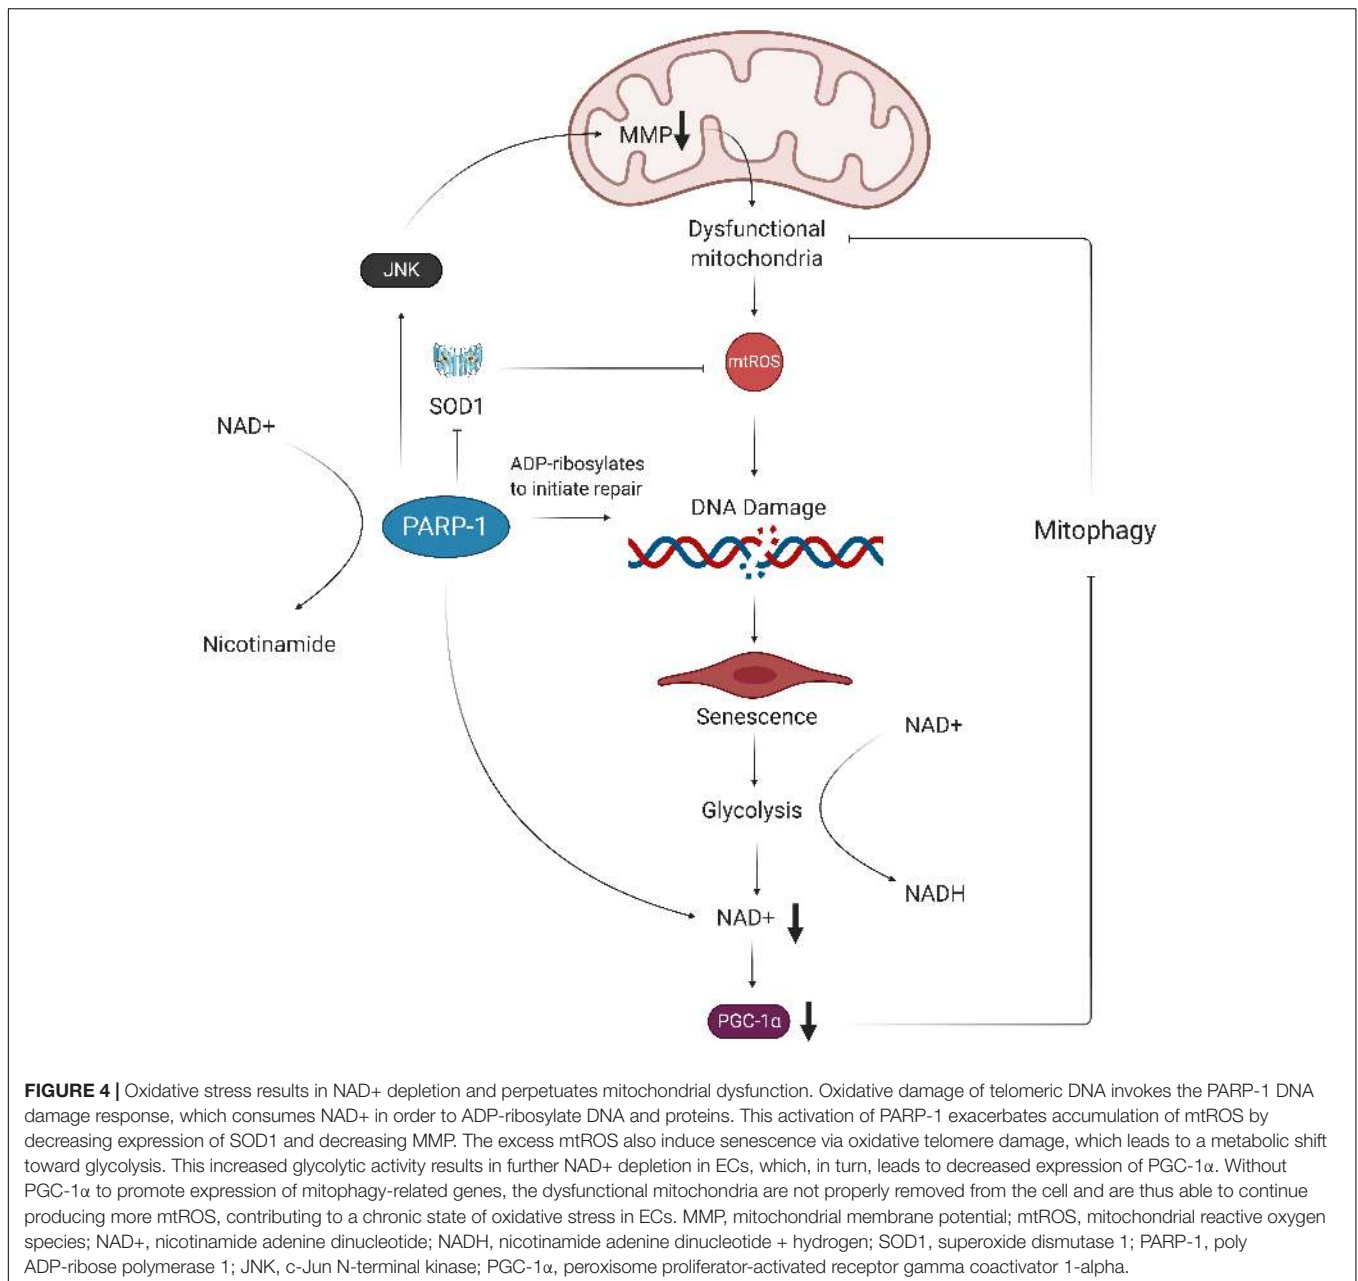 MMP
Dysfunctional
mitochondria
JNK
mtROS
SOD1
NAD+
ADP-ribosylates
to initiate repair
DNA Damage
PARP-1
Mitophagy
Nicotinamide
Senescence
NAD+
Glycolysis
NADH
NAD+
PGC-1α
FIGURE 4 | Oxidative stress results in NAD+ depletion and perpetuates mitochondrial dysfunction. Oxidative damage of telomeric DNA invokes the PARP-1 DNA
damage response, which consumes NAD+ in order to ADP-ribosylate DNA and proteins. This activation of PARP-1 exacerbates accumulation of mtROS by
decreasing expression of SOD1 and decreasing MMP. The excess mtROS also induce senescence via oxidative telomere damage, which leads to a metabolic shift
toward glycolysis. This increased glycolytic activity results in further NAD+ depletion in ECs, which, in turn, leads to decreased expression of PGC-1α. Without
PGC-1α to promote expression of mitophagy-related genes, the dysfunctional mitochondria are not properly removed from the cell and are thus able to continue
producing more mtROS, contributing to a chronic state of oxidative stress in ECs. MMP, mitochondrial membrane potential; mtROS, mitochondrial reactive oxygen
species; NAD+, nicotinamide adenine dinucleotide; NADH, nicotinamide adenine dinucleotide + hydrogen; SOD1, superoxide dismutase 1; PARP-1, poly
ADP-ribose polymerase 1; JNK, c-Jun N-terminal kinase; PGC-1α, peroxisome proliferator-activated receptor gamma coactivator 1-alpha.